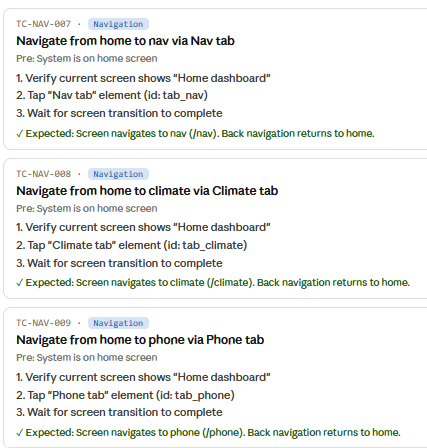 TC-NAV-007 · Navigation
Navigate from home to nav via Nav tab
Pre: System is on home screen
1. Verify current screen shows "Home dashboard"
2. Tap "Nav tab" element (id: tab_nav)
3. Wait for screen transition to complete
✓ Expected: Screen navigates to nav (/nav). Back navigation returns to home.
TC-NAV-008 · Navigation
Navigate from home to climate via Climate tab
Pre: System is on home screen
1. Verify current screen shows "Home dashboard"
2. Tap "Climate tab" element (id: tab_climate)
3. Wait for screen transition to complete
✓ Expected: Screen navigates to climate (/climate). Back navigation returns to home.
TC-NAV-009 · Navigation
Navigate from home to phone via Phone tab
Pre: System is on home screen
1. Verify current screen shows "Home dashboard"
2. Tap "Phone tab" element (id: tab_phone)
3. Wait for screen transition to complete
✓ Expected: Screen navigates to phone (/phone). Back navigation returns to home.